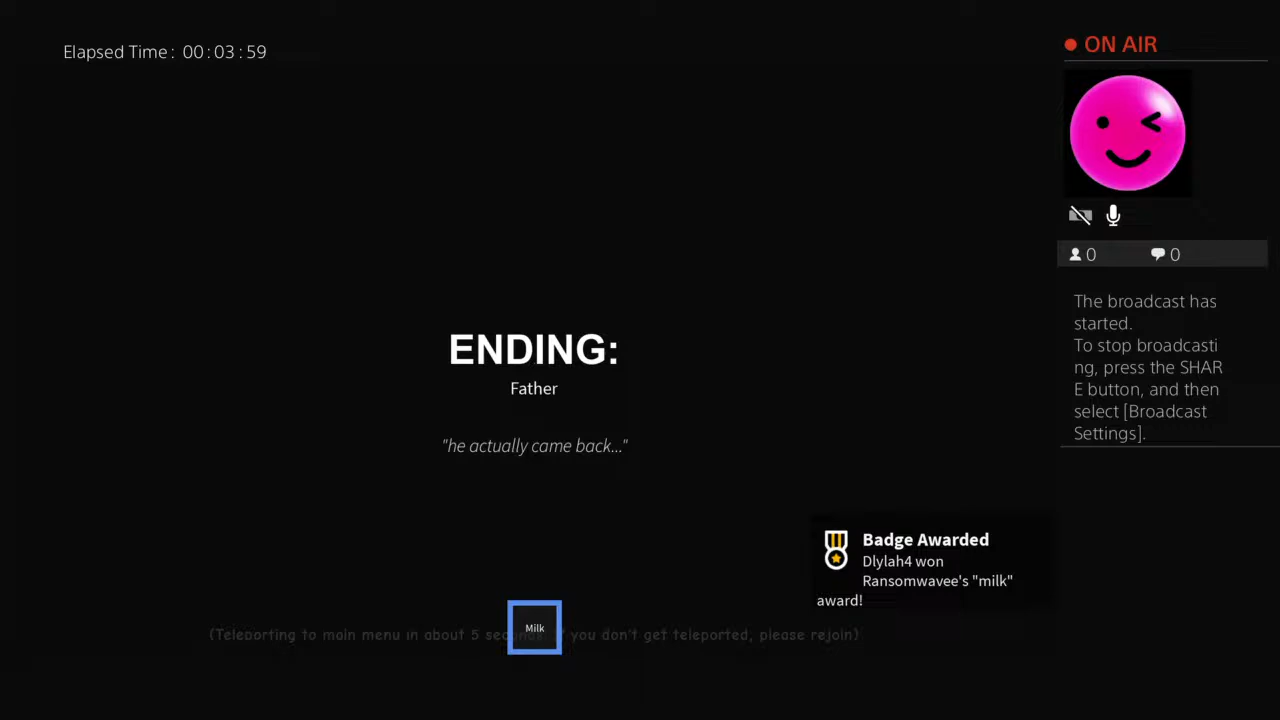 Elapsed Time: 00:03:59
ON AIR
0 0
The broadcast has
started.
To stop broadcasti
ng, press the SHAR
E button, and then
select [Broadcast
Settings].
ENDING:
Father
"he actually came back..."
Badge Awarded
Dlylah4 won
Ransomwavee's "milk"
award!
Milk
(Teleporting to main menu in about 5 you don't get teleported, please rejoin)